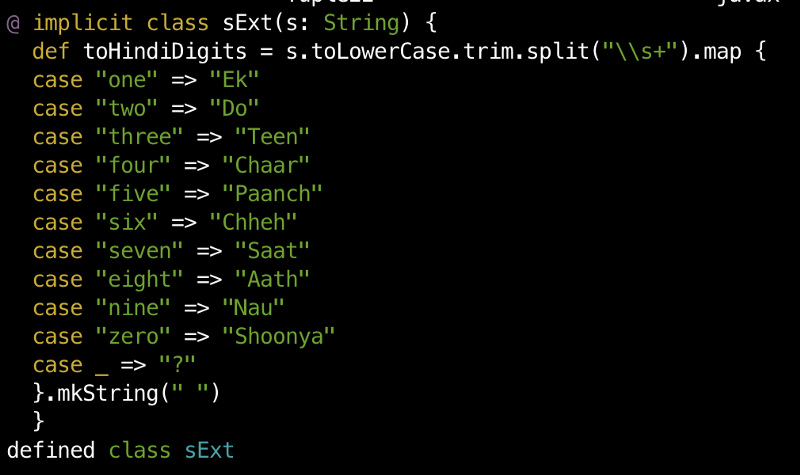 @ implicit class sExt(s: String) {
def toHindiDigits = s.toLowerCase.trim.split("\\s+").map {
case "one" => "Ek"
case "two" => "Do"
case "three" => "Teen"
case "four" => "Chaar"
case "five" => "Paanch"
case "six" => "Chheh"
case "seven" => "Saat"
case "eight" => "Aath"
case "nine" => "Nau"
case "zero" => "Shoonya"
case _ => "?"
}.mkString(" ")
}
defined class sExt